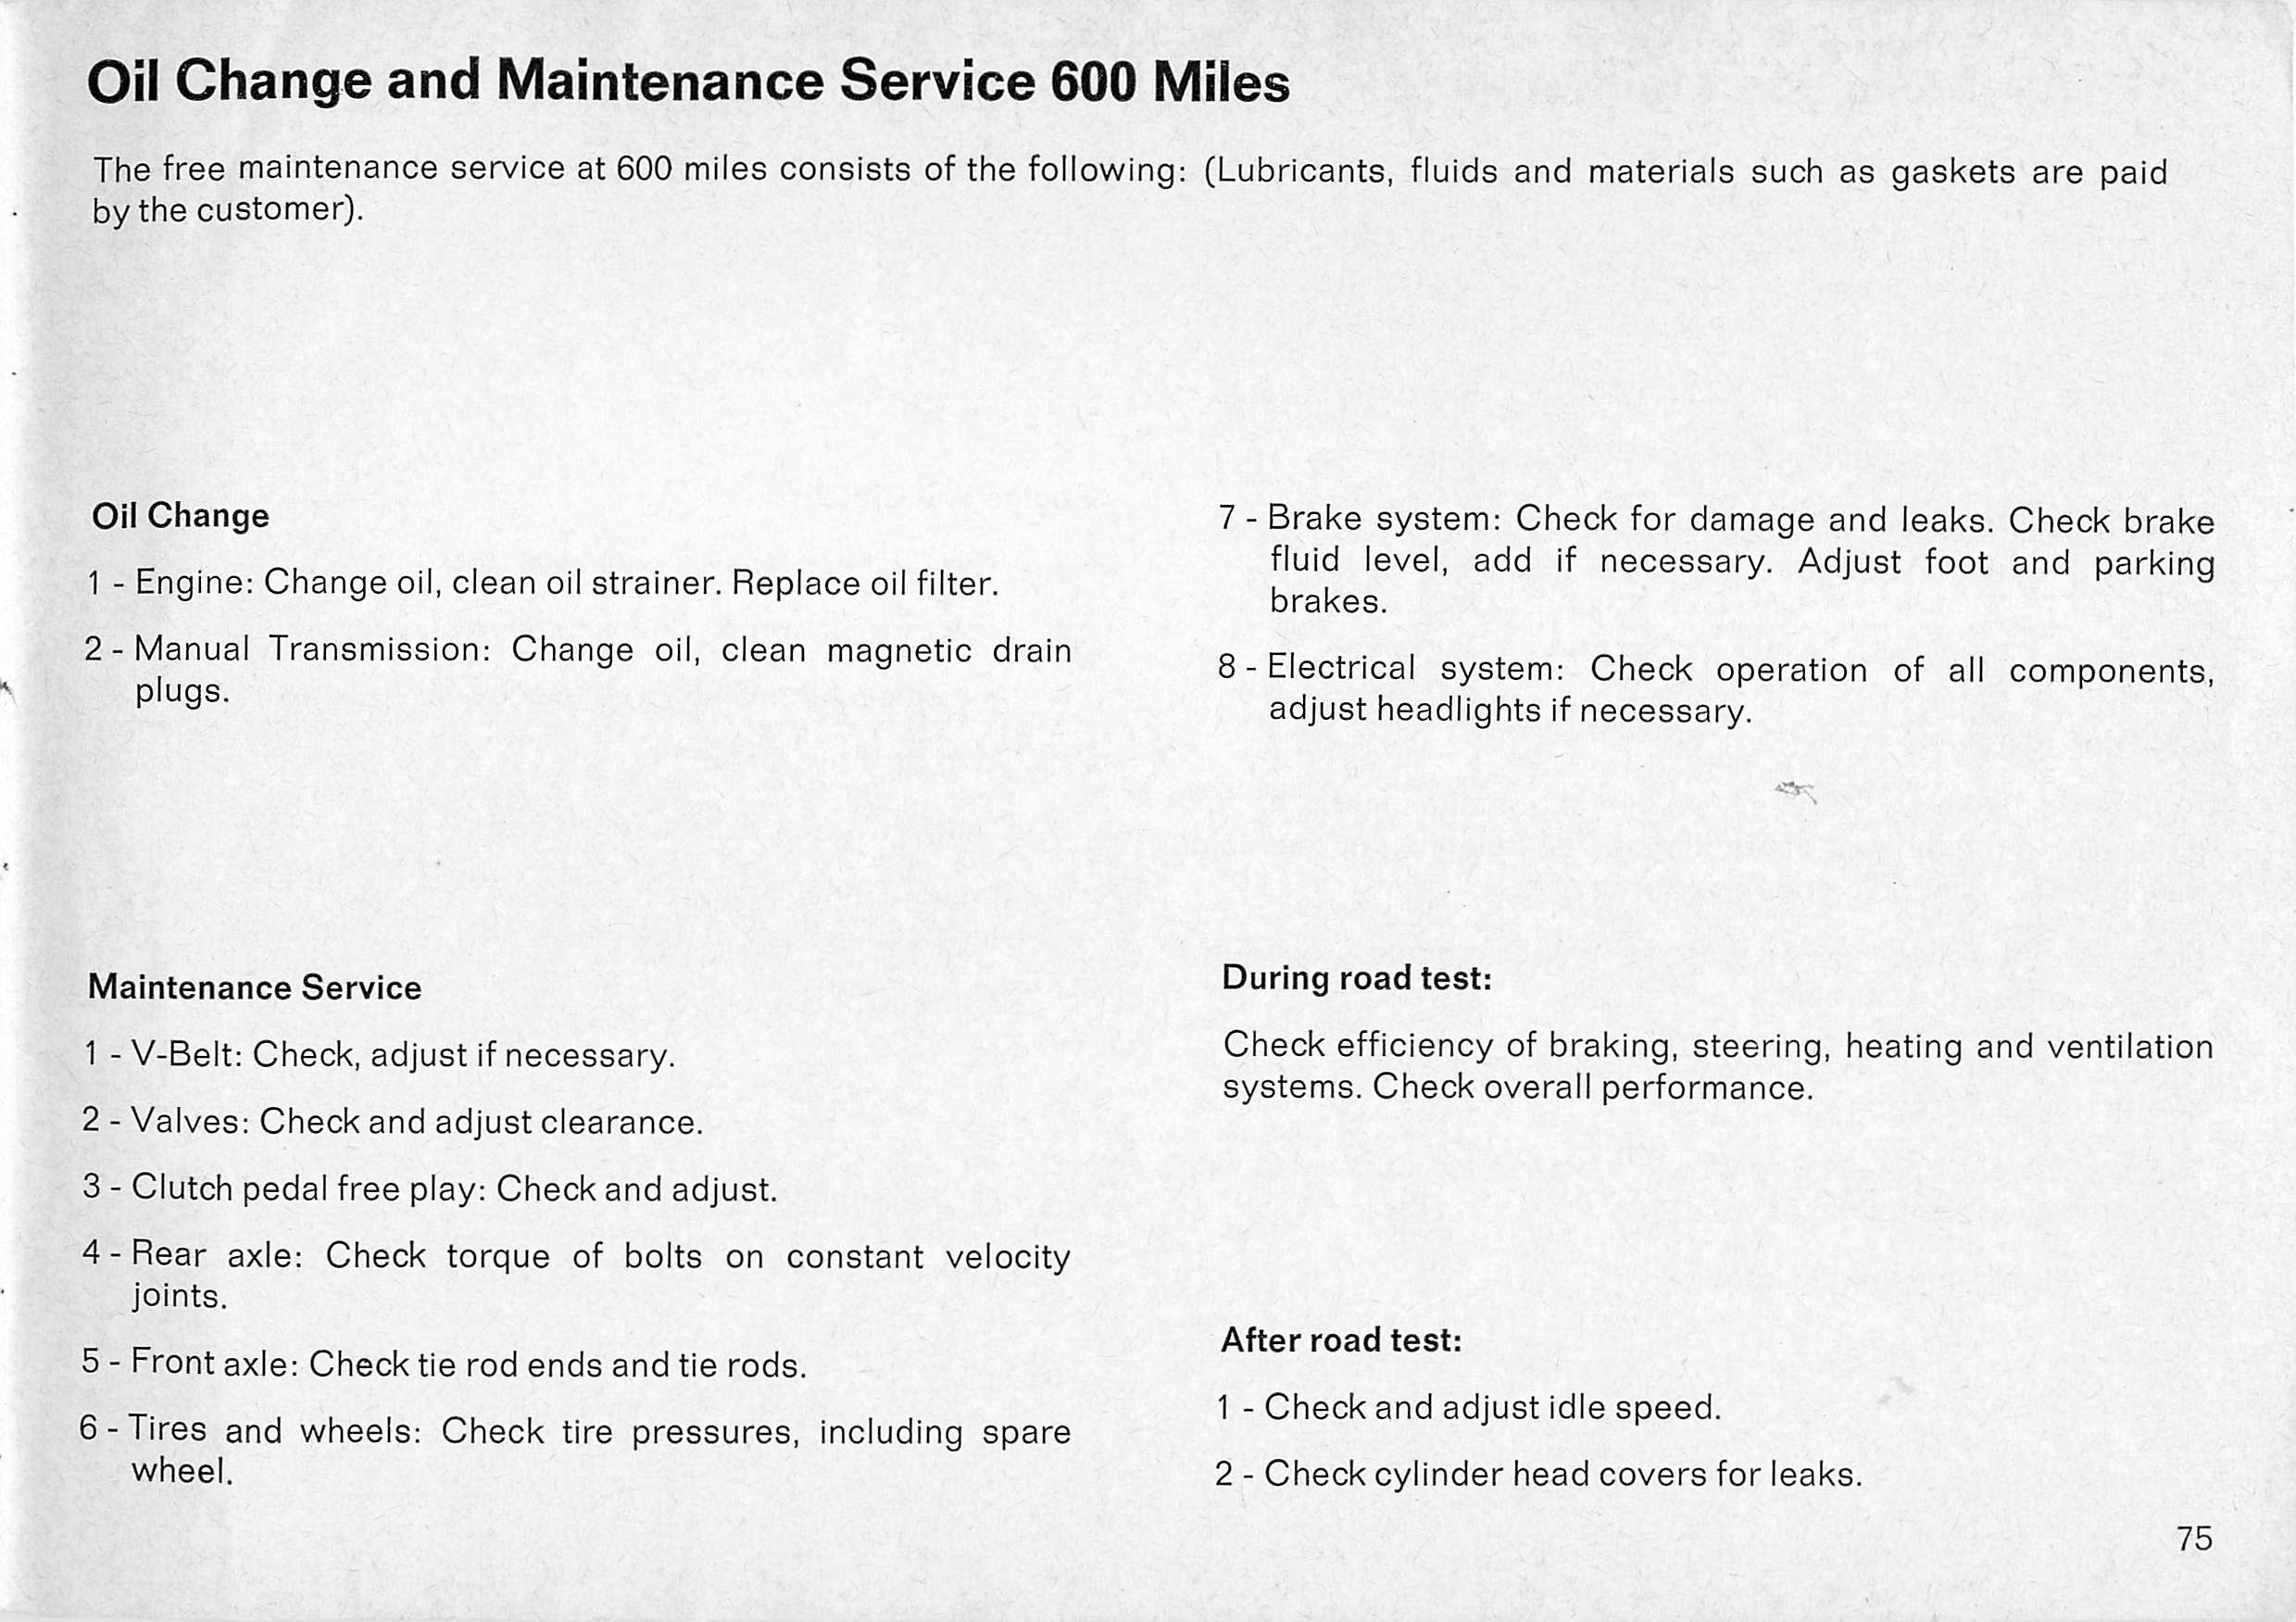 Oil Change and Maintenance Service 600 Miles
The free maintenance service at 600 miles consists of the following: (Lubricants, fluids and materials such as gaskets are paid
by the customer).
Oil Change
1 - Engine: Change oil, clean oil strainer. Replace oil filter.
2 - Manual Transmission: Change oil, clean magnetic drain
plugs.
Maintenance Service
1 - V-Belt: Check, adjust if necessary.
2 - Valves: Check and adjust clearance.
3 - Clutch pedal free play: Check and adjust.
4 - Rear axle: Check torque of bolts on constant velocity
joints.
5 - Front axle: Check tie rod ends and tie rods.
6 - Tires and wheels: Check tire pressures, including spare
wheel.
7 - Brake system: Check for damage and leaks. Check brake
fluid level, add if necessary. Adjust foot and parking
brakes.
8 - Electrical system: Check operation of all components,
adjust headlights if necessary.
During road test:
Check efficiency of braking, steering, heating and ventilation
systems. Check overall performance.
After road test:
1 - Check and adjust idle speed.
2 - Check cylinder head covers for leaks.
75